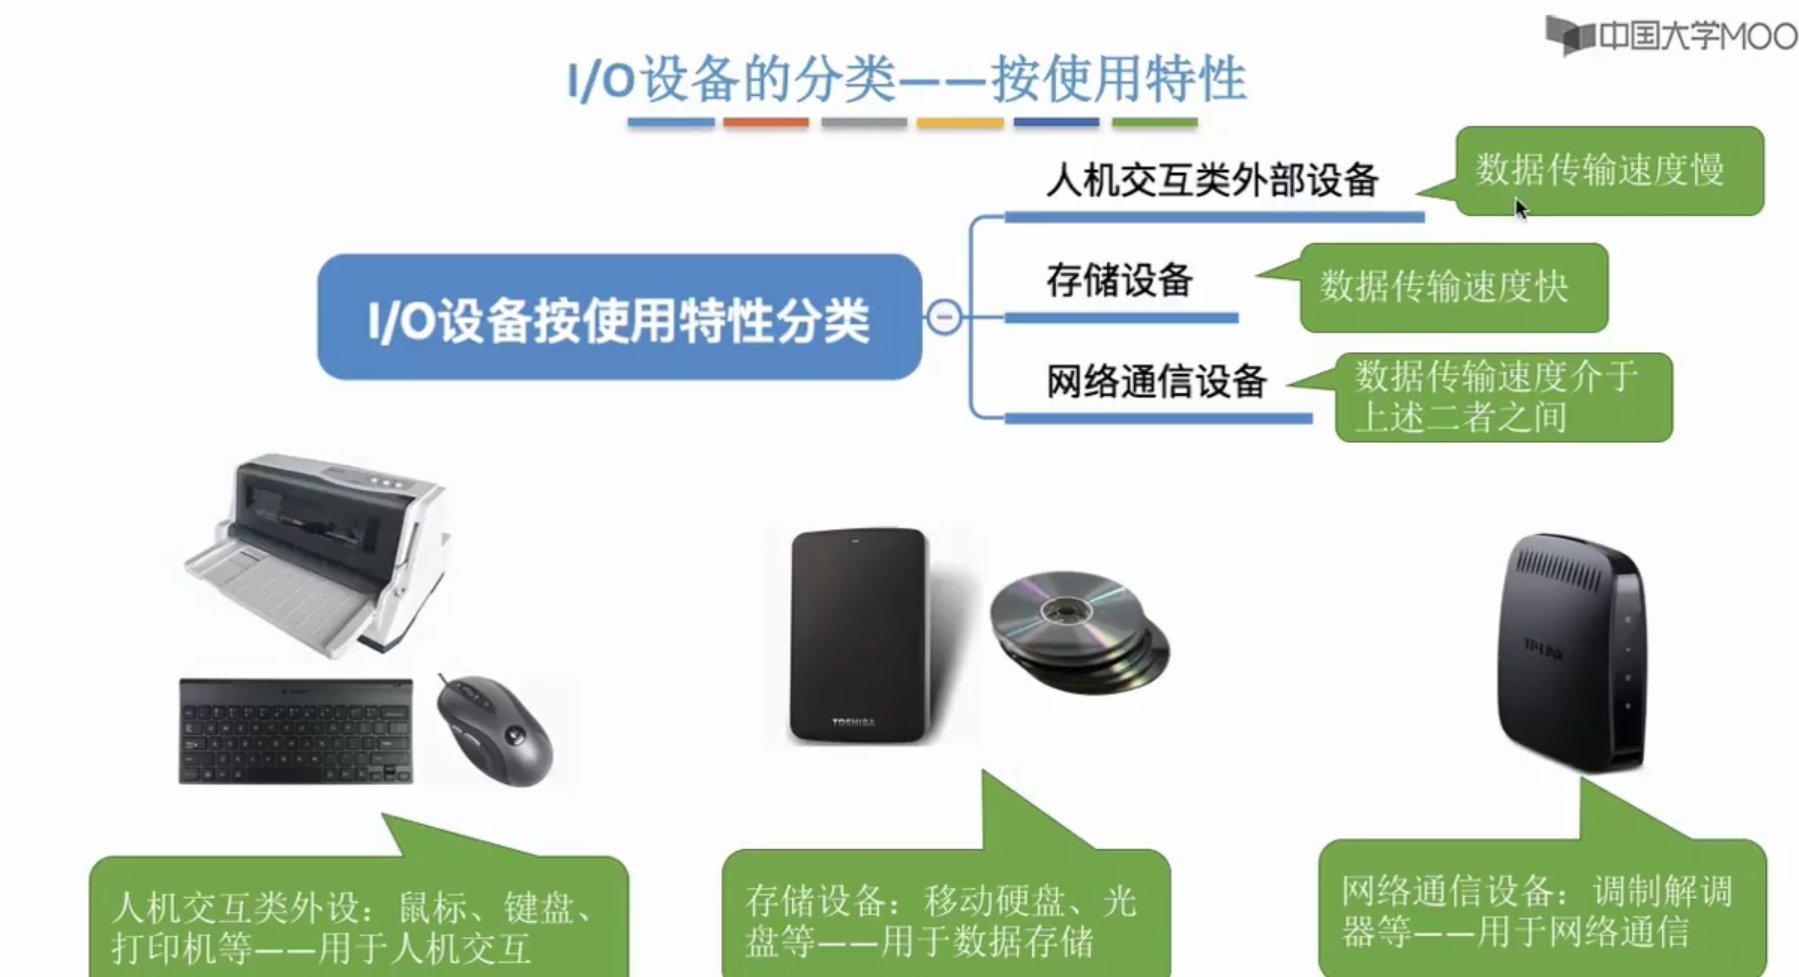 中国大学MOO
I/O设备的分类——按使用特性
人机交互类外部设备
数据传输速度慢
I/O设备按使用特性分类
存储设备
数据传输速度快
网络通信设备
数据传输速度介于
上述二者之间
TOSHIBA
TP-LINK
人机交互类外设：鼠标、键盘、
打印机等——用于人机交互
存储设备：移动硬盘、光
盘等——用于数据存储
网络通信设备：调制解调
器等——用于网络通信